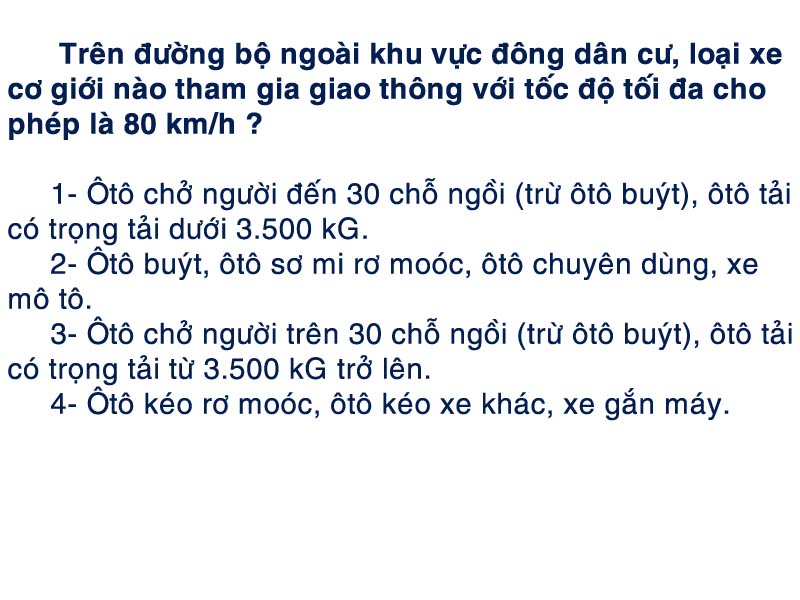 Trên đường bộ ngoài khu vực đông dân cư, loại xe
cơ giới nào tham gia giao thông với tốc độ tối đa cho
phép là 80 km/h ?
1- Ôtô chở người đến 30 chỗ ngồi (trừ ôtô buýt), ôtô tải
có trọng tải dưới 3.500 kG.
2- Ôtô buýt, ôtô sơ mi rơ moóc, ôtô chuyên dùng, xe
mô tô.
3- Ôtô chở người trên 30 chỗ ngồi (trừ ôtô buýt), ôtô tải
có trọng tải từ 3.500 kG trở lên.
4- Ôtô kéo rơ moóc, ôtô kéo xe khác, xe gắn máy.